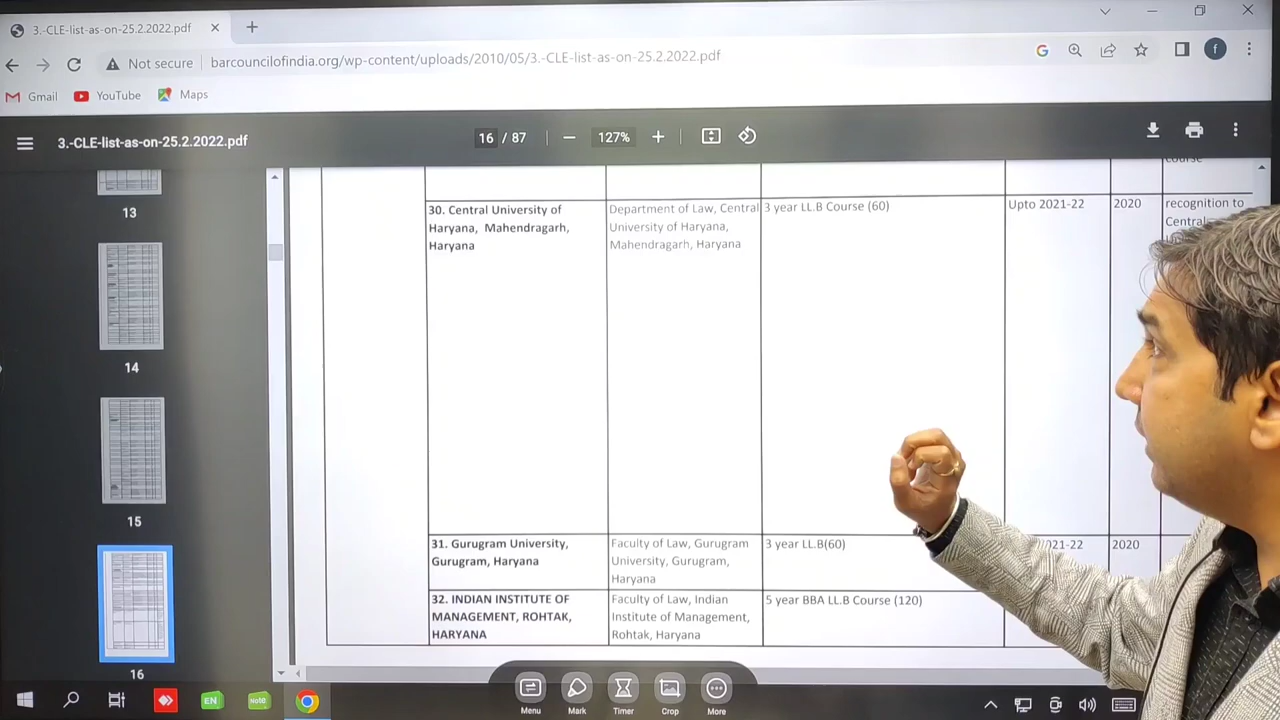 3.-CLE-list-as-on-25.2.2022.pdf
Not secure
barcouncilofindia.org/wp-content/uploads/2010/05/3.-CLE-list-as-on-25.2.2022.pdf
G
f
Gmail
YouTube
Maps
3.-CLE-list-as-on-25.2.2022.pdf
16 / 87
127%
13
14
15
16
course
30. Central University of
Haryana, Mahendragarh,
Haryana
Department of Law, Central
University of Haryana,
Mahendragarh, Haryana
3 year LL.B Course (60)
Upto 2021-22
2020
recognition to
Central
31. Gurugram University,
Gurugram, Haryana
Faculty of Law, Gurugram
University, Gurugram,
Haryana
3 year LL.B(60)
2021-22
2020
32. INDIAN INSTITUTE OF
MANAGEMENT, ROHTAK,
HARYANA
Faculty of Law, Indian
Institute of Management,
Rohtak, Haryana
5 year BBA LL.B Course (120)
Menu
Mark
Timer
Crop
More
EN
Note